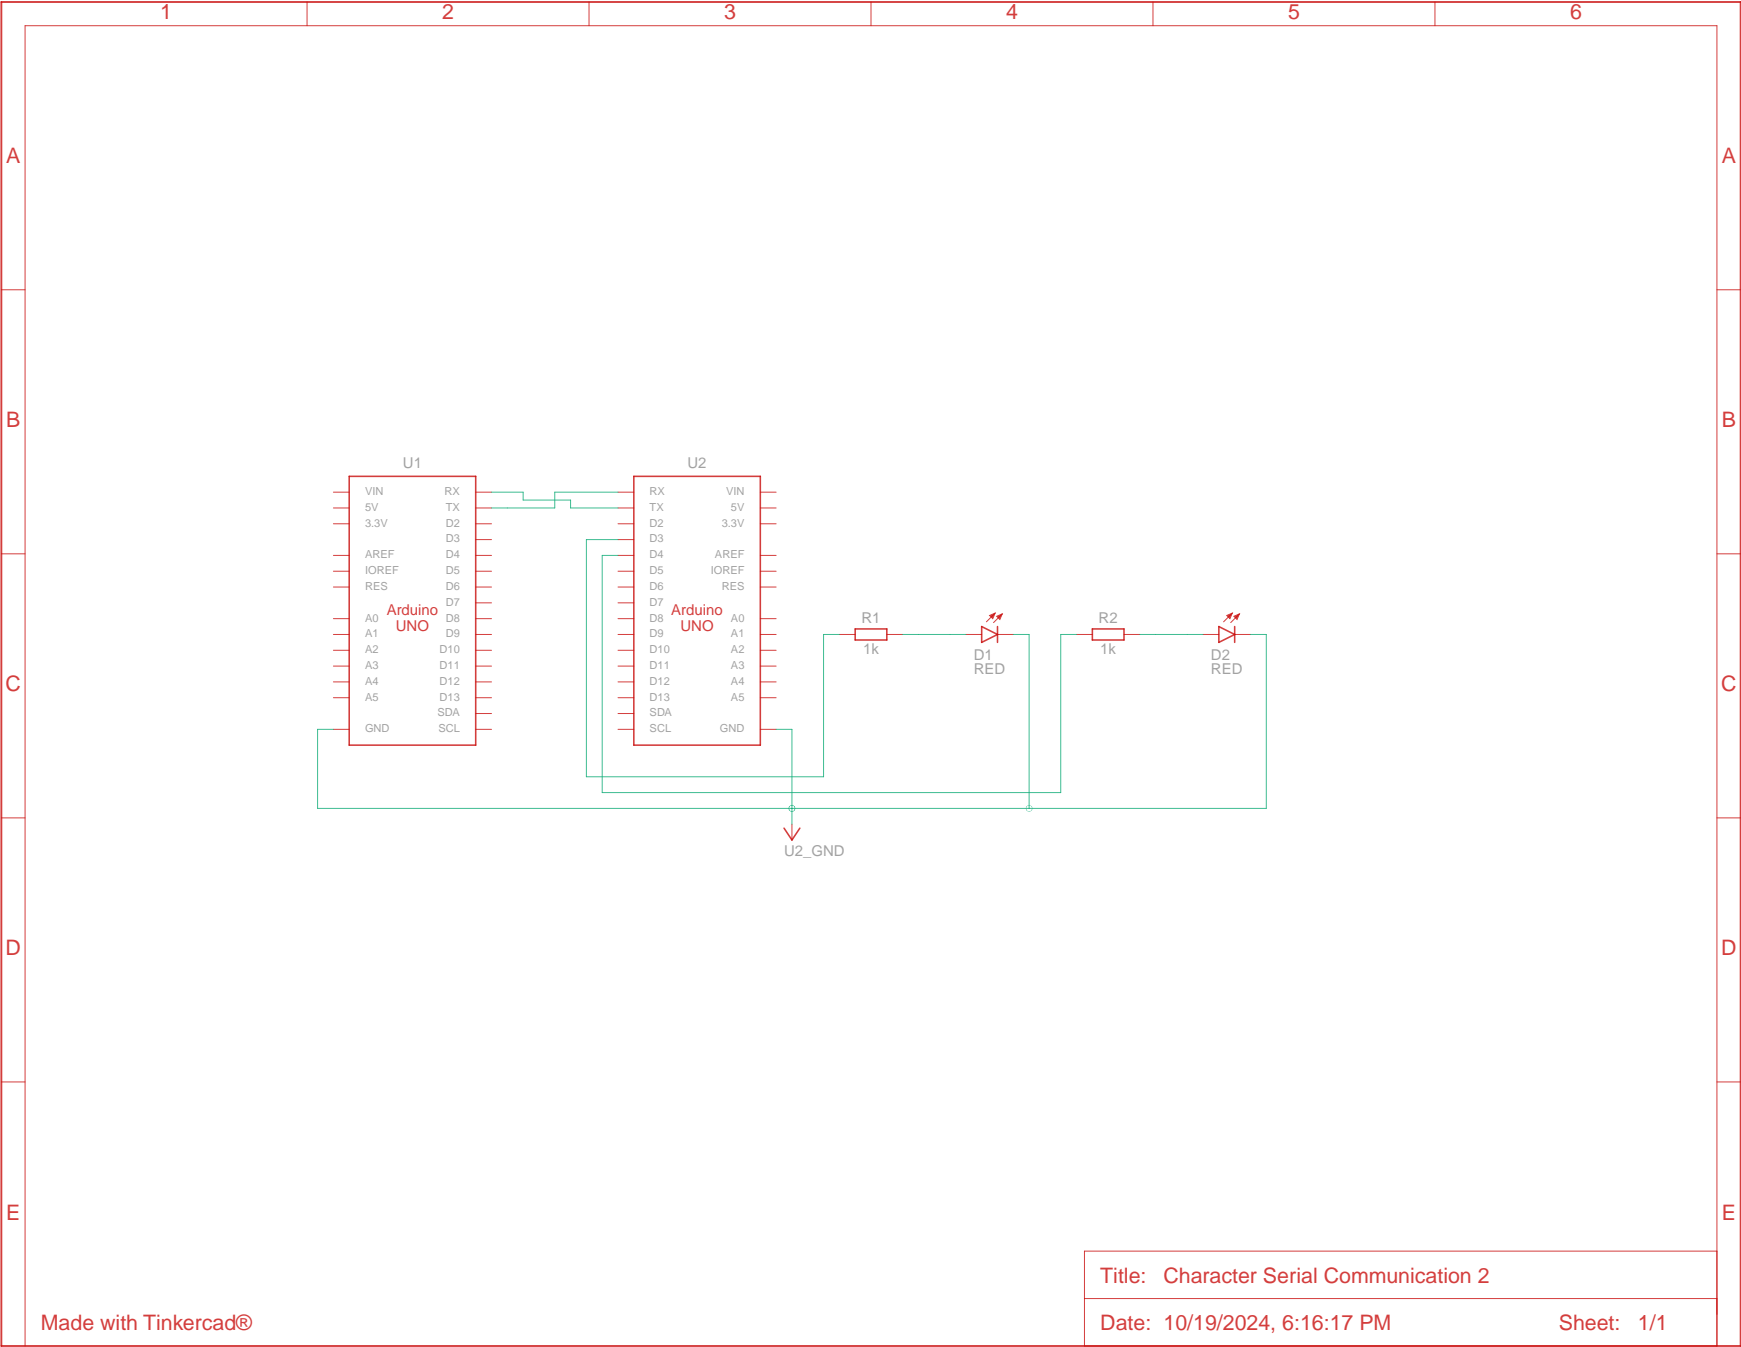 1 2 3 4 5 6
A A
B B
U1 U2
VIN RX RX VIN
5V TX TX 5V
3.3V D2 D2 3.3V
D3 D3
AREF D4 D4 AREF
IOREF D5 D5 IOREF
RES D6 D6 RES
D7 D7
Arduino Arduino
A0 D8 D8 A0
R1 R2
UNO UNO
A1 D9 D9 A1
A2 D10 D10 A2
1k D1 1k D2
A3 D11 D11 A3
RED RED
A4 D12 D12 A4
C C
A5 D13 D13 A5
SDA SDA
GND SCL SCL GND
U2_GND
D D
E E
Title: Character Serial Communication 2
Made with Tinkercad®
Date: 10/19/2024, 6:16:17 PM Sheet: 1/1